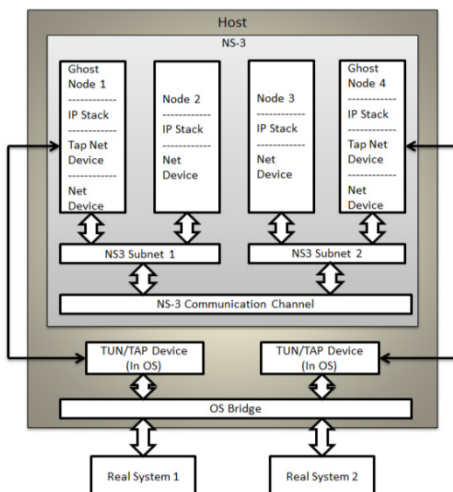 Host
NS-3
Ghost
Node 1
------------
IP Stack
------------
Tap Net
Device
------------
Net
Device
Node 2
------------
IP Stack
------------
Net
Device
Node 3
------------
IP Stack
------------
Net
Device
Ghost
Node 4
------------
IP Stack
------------
Tap Net
Device
------------
Net
Device
NS3 Subnet 1
NS3 Subnet 2
NS-3 Communication Channel
TUN/TAP Device
(In OS)
TUN/TAP Device
(In OS)
OS Bridge
Real System 1
Real System 2